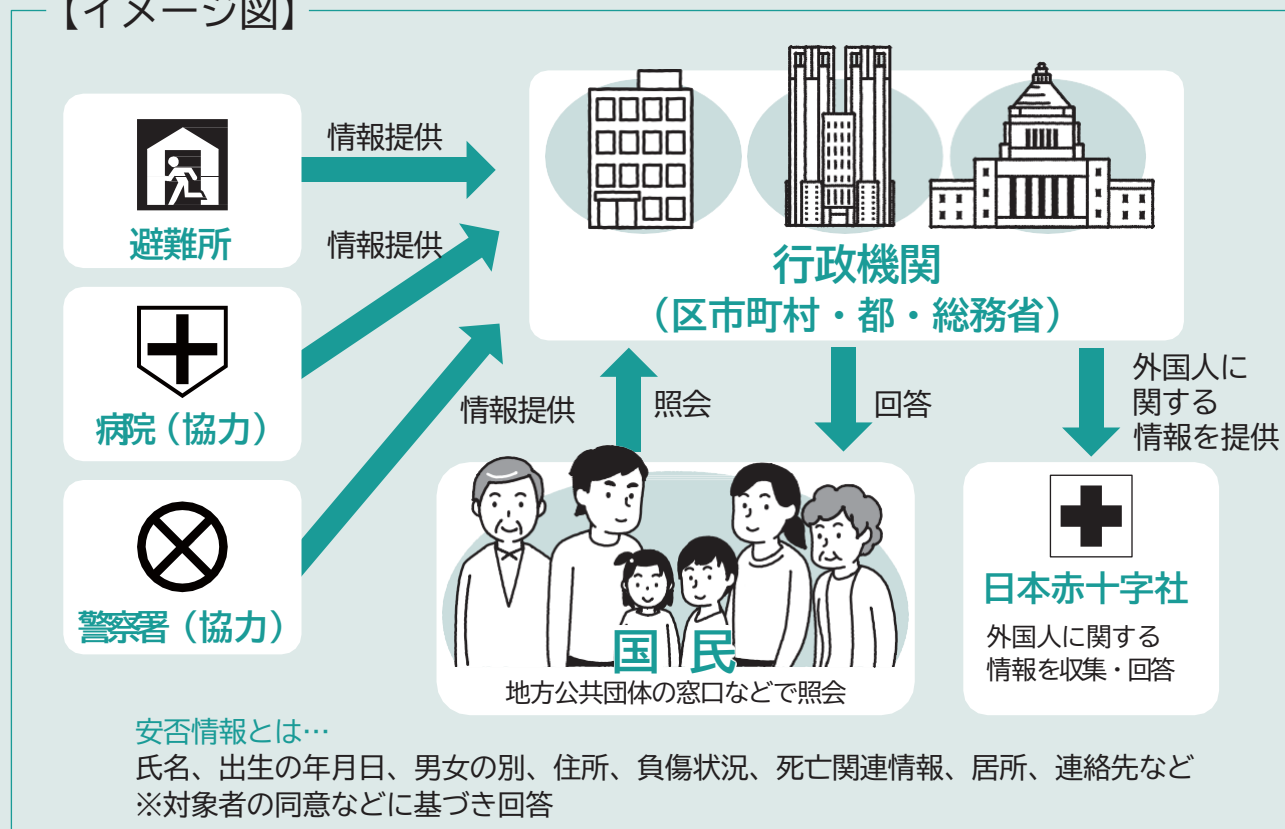 【イメージ図】
情報提供
避難所
情報提供
病院（協力）
情報提供
警察署（協力）
行政機関
（区市町村・都・総務省）
照会
回答
外国人に
関する
情報を提供
国民
地方公共団体の窓口などで照会
日本赤十字社
外国人に関する
情報を収集・回答
安否情報とは…
氏名、出生の年月日、男女の別、住所、負傷状況、死亡関連情報、居所、連絡先など
※対象者の同意などに基づき回答